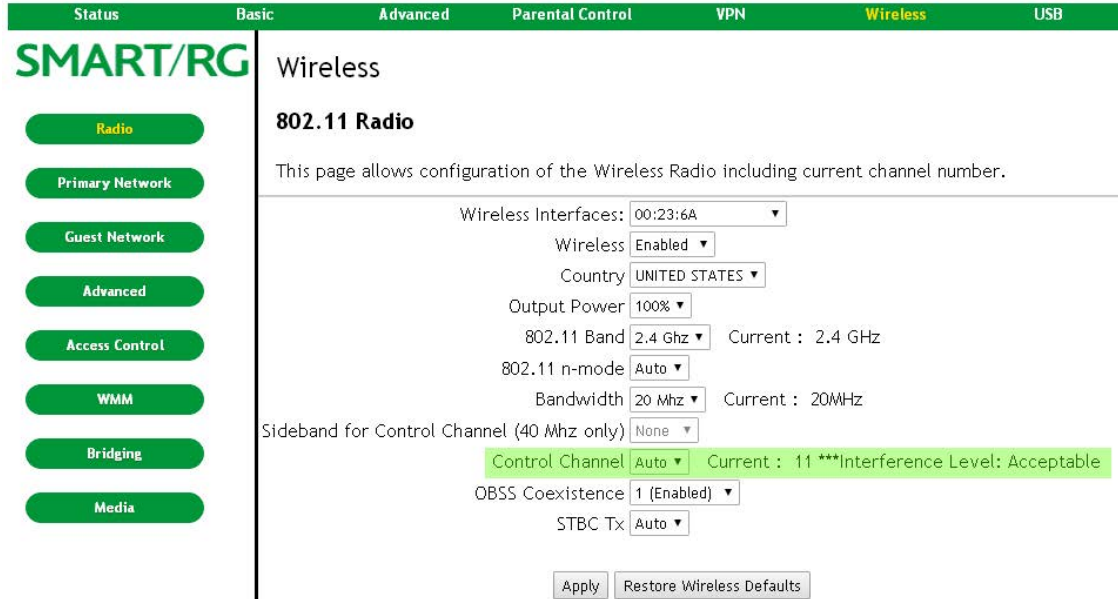 Status Basic Advanced Parental Control VPN Wireless USB
SMART/RG
Radio
Primary Network
Guest Network
Advanced
Access Control
WMM
Bridging
Media
Wireless
802.11 Radio
This page allows configuration of the Wireless Radio including current channel number.
Wireless Interfaces: 00:23:6A
Wireless Enabled
Country UNITED STATES
Output Power 100%
802.11 Band 2.4 Ghz Current : 2.4 GHz
802.11 n-mode Auto
Bandwidth 20 Mhz Current : 20MHz
Sideband for Control Channel (40 Mhz only) None
Control Channel Auto Current : 11 ***Interference Level: Acceptable
OBSS Coexistence 1 (Enabled)
STBC Tx Auto
Apply Restore Wireless Defaults